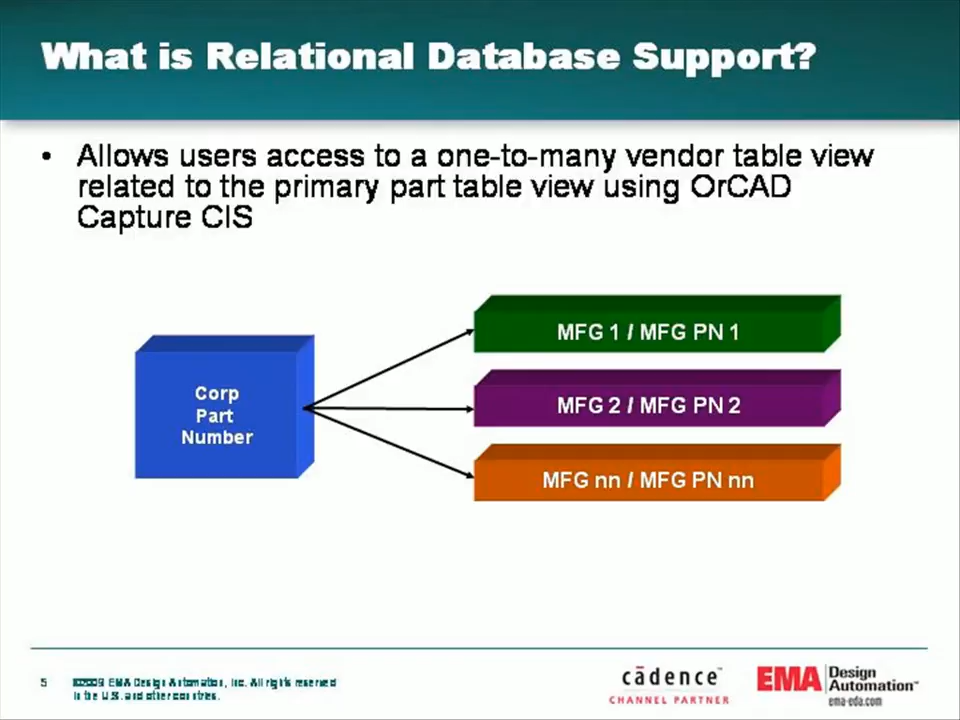 What is Relational Database Support?
• Allows users access to a one-to-many vendor table view
related to the primary part table view using OrCAD
Capture CIS
Corp
Part
Number
MFG 1 / MFG PN 1
MFG 2 / MFG PN 2
MFG nn / MFG PN nn
5
©2009 EMA Design Automation, Inc. All rights reserved
in the U.S. and other countries.
cādence™
CHANNEL PARTNER
EMA Design
Automation™
ema-eda.com